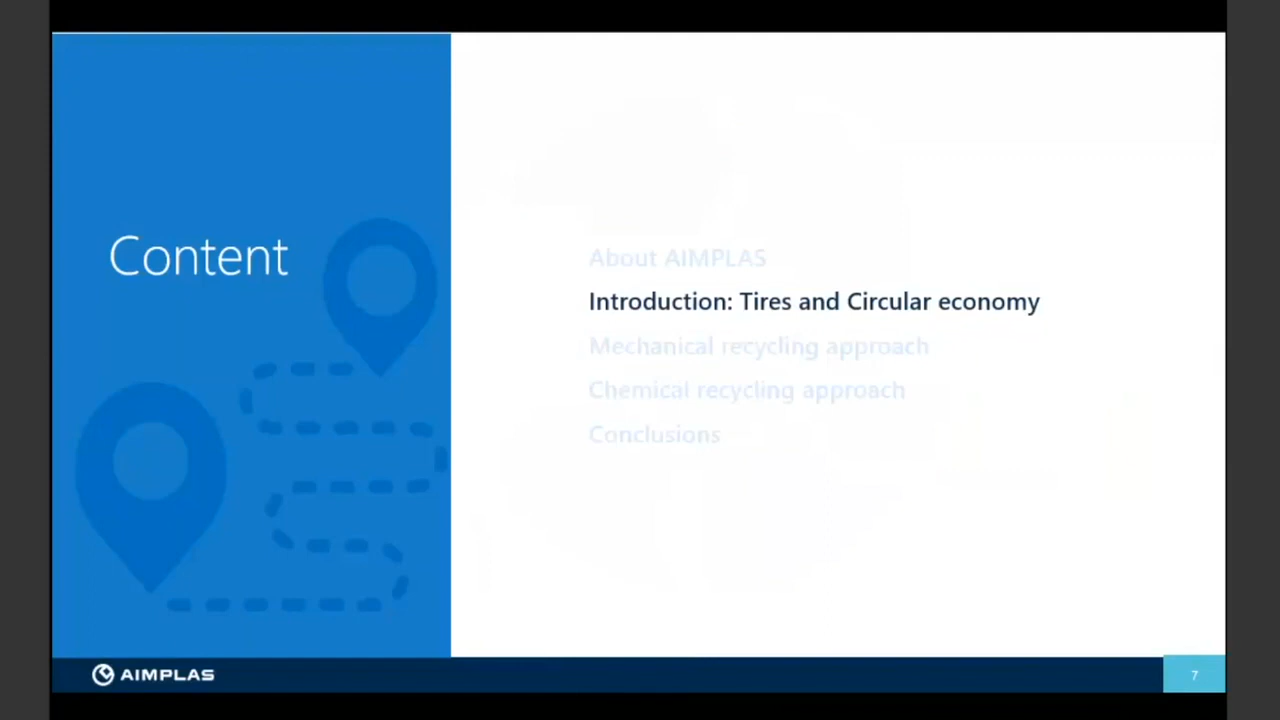 Content
About AIMPLAS
Introduction: Tires and Circular economy
Mechanical recycling approach
Chemical recycling approach
Conclusions
AIMPLAS
7